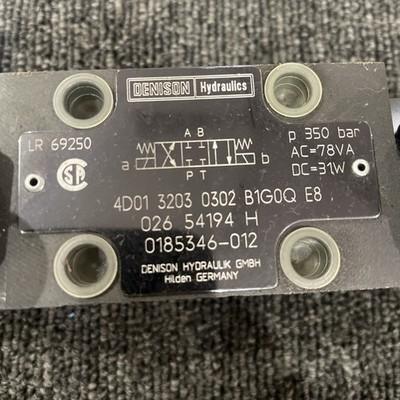 DENISON Hydraulics
LR 69250
A B
a b
P T
p 350 bar
AC=78VA
DC=31W
SA
4D01 3203 0302 B1G0Q E8
026 54194 H
0185346-012
DENISON HYDRAULIK GMBH
Hilden GERMANY